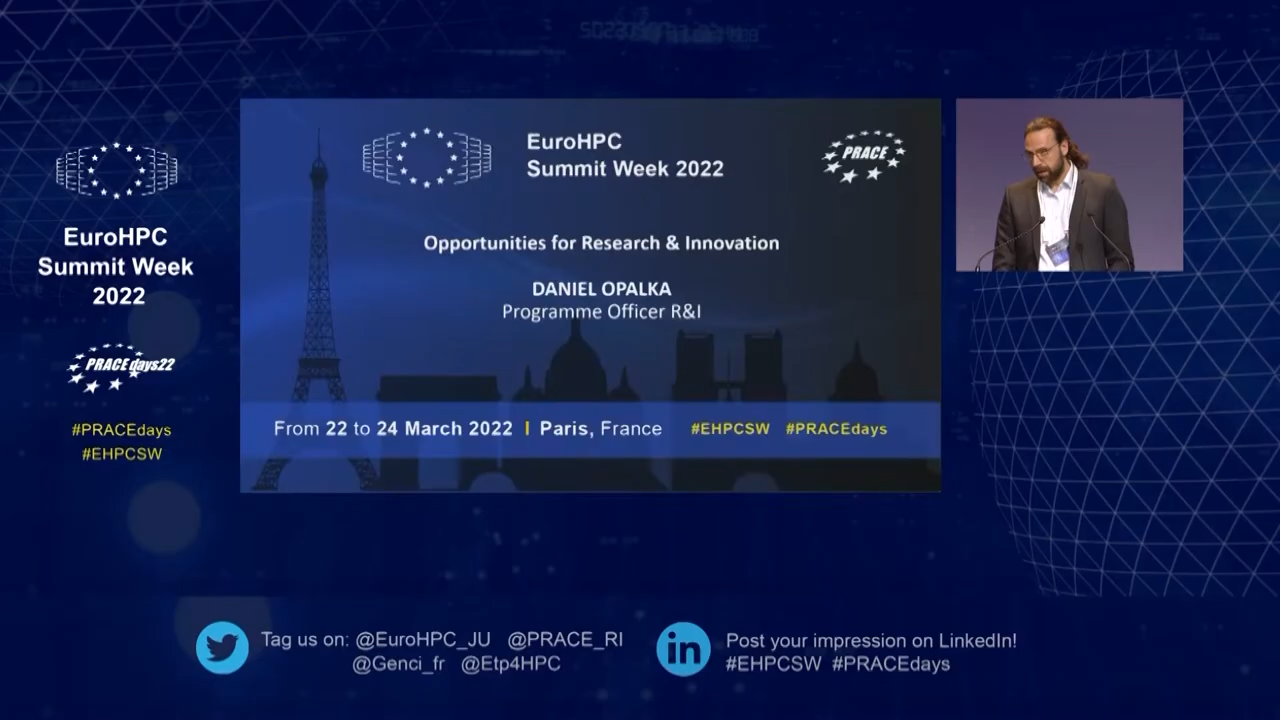 EuroHPC
Summit Week
2022
PRACEdays22
#PRACEdays
#EHPCSW
EuroHPC
Summit Week 2022
PRACE
Opportunities for Research & Innovation
DANIEL OPALKA
Programme Officer R&I
From 22 to 24 March 2022 I Paris, France #EHPCSW #PRACEdays
Tag us on: @EuroHPC_JU @PRACE_RI
@Genci_fr @Etp4HPC
in
Post your impression on LinkedIn!
#EHPCSW #PRACEdays